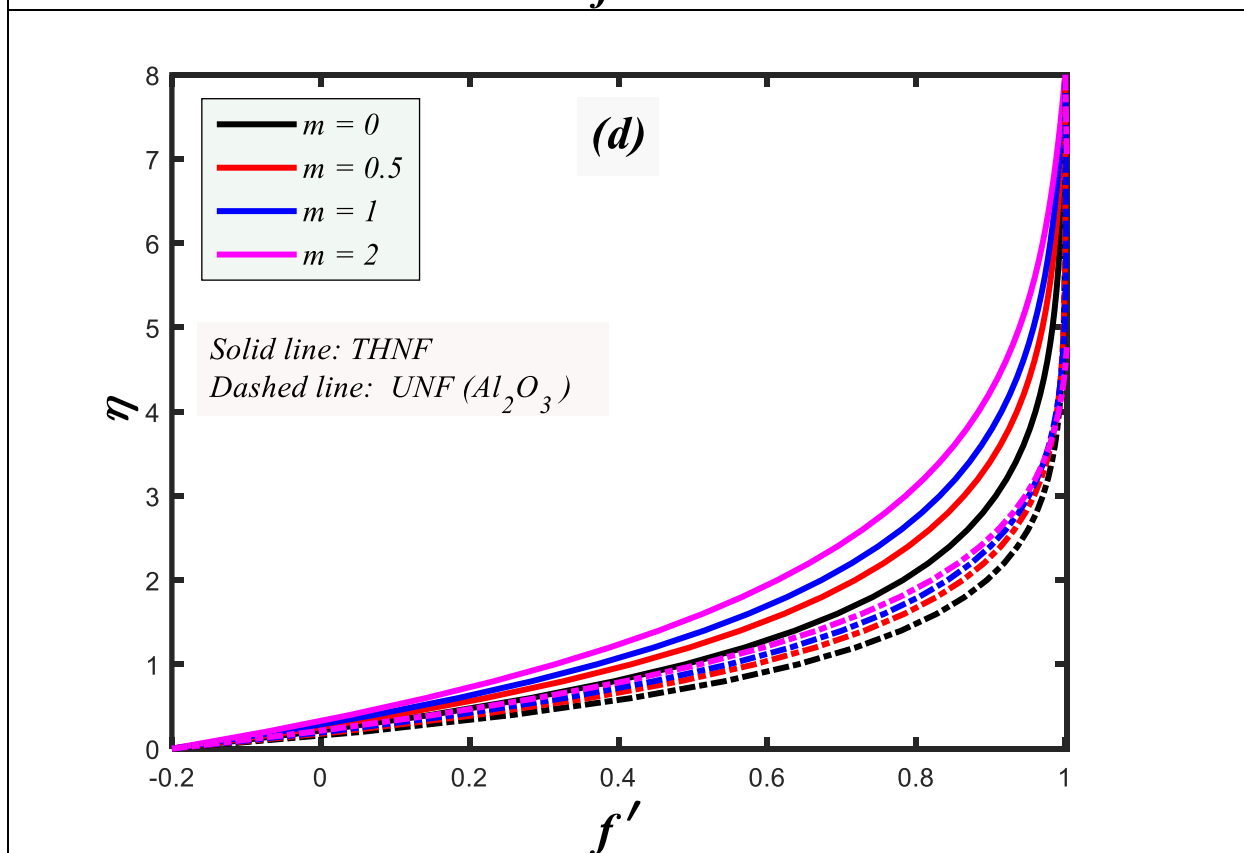 f
(d)
m = 0
m = 0.5
m = 1
m = 2
Solid line: THNF
Dashed line: UNF (Al₂O₃)
η
8
7
6
5
4
3
2
1
0
-0.2 0 0.2 0.4 0.6 0.8 1
f′